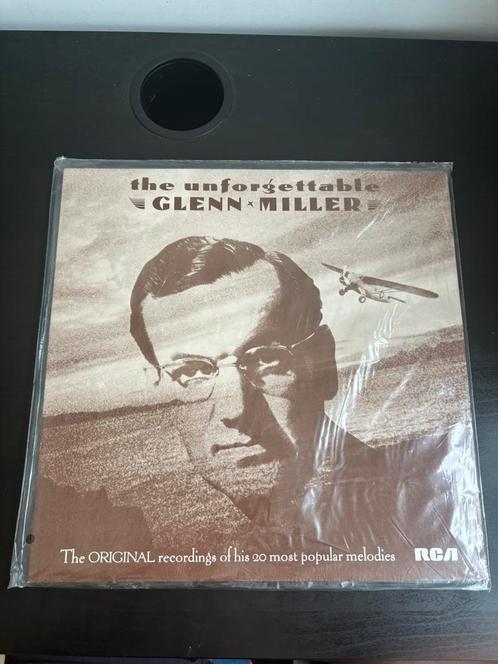 the unforgettable
GLENN MILLER
The ORIGINAL recordings of his 20 most popular melodies
RCA